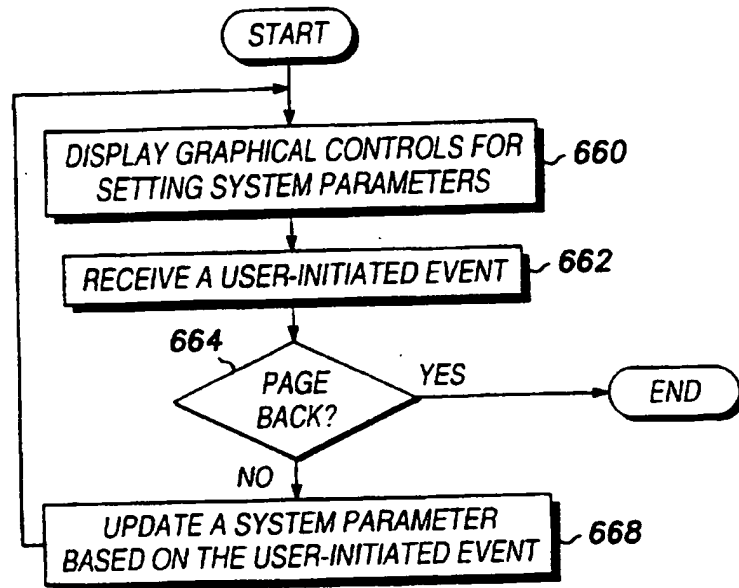 START
DISPLAY GRAPHICAL CONTROLS FOR
SETTING SYSTEM PARAMETERS
660
RECEIVE A USER-INITIATED EVENT
662
664
PAGE
BACK?
YES
END
NO
UPDATE A SYSTEM PARAMETER
BASED ON THE USER-INITIATED EVENT
668